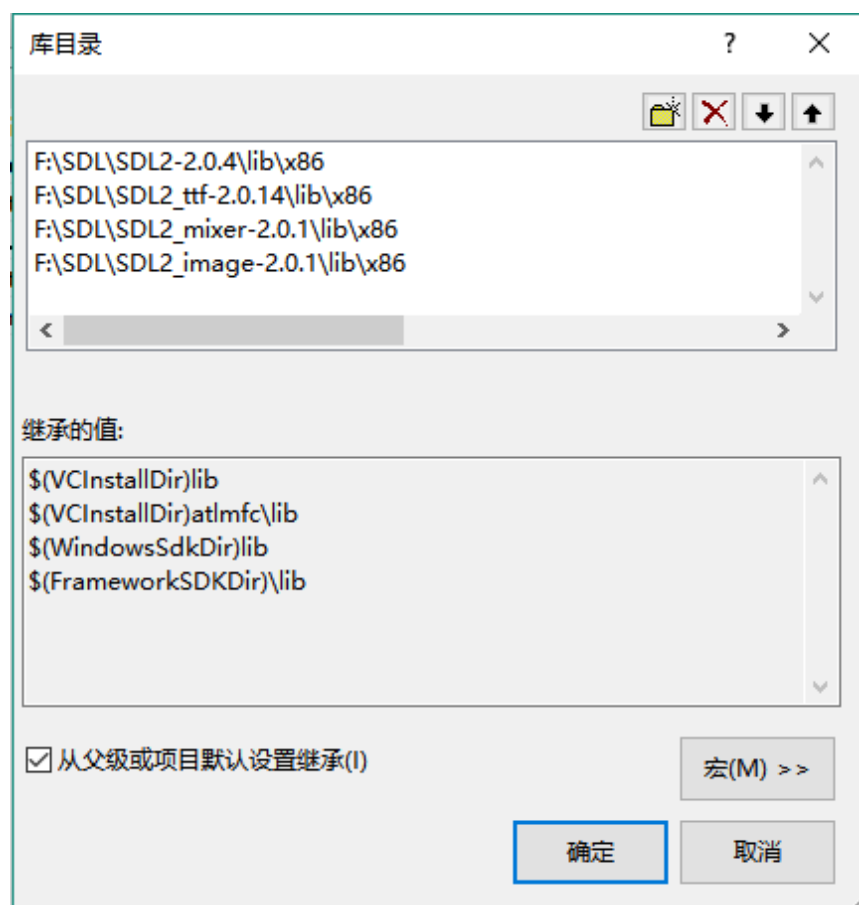 库目录
F:\SDL\SDL2-2.0.4\lib\x86
F:\SDL\SDL2_ttf-2.0.14\lib\x86
F:\SDL\SDL2_mixer-2.0.1\lib\x86
F:\SDL\SDL2_image-2.0.1\lib\x86
继承的值:
$(VCInstallDir)lib
$(VCInstallDir)atlmfc\lib
$(WindowsSdkDir)lib
$(FrameworkSDKDir)\lib
从父级或项目默认设置继承(I)
宏(M) >>
确定
取消